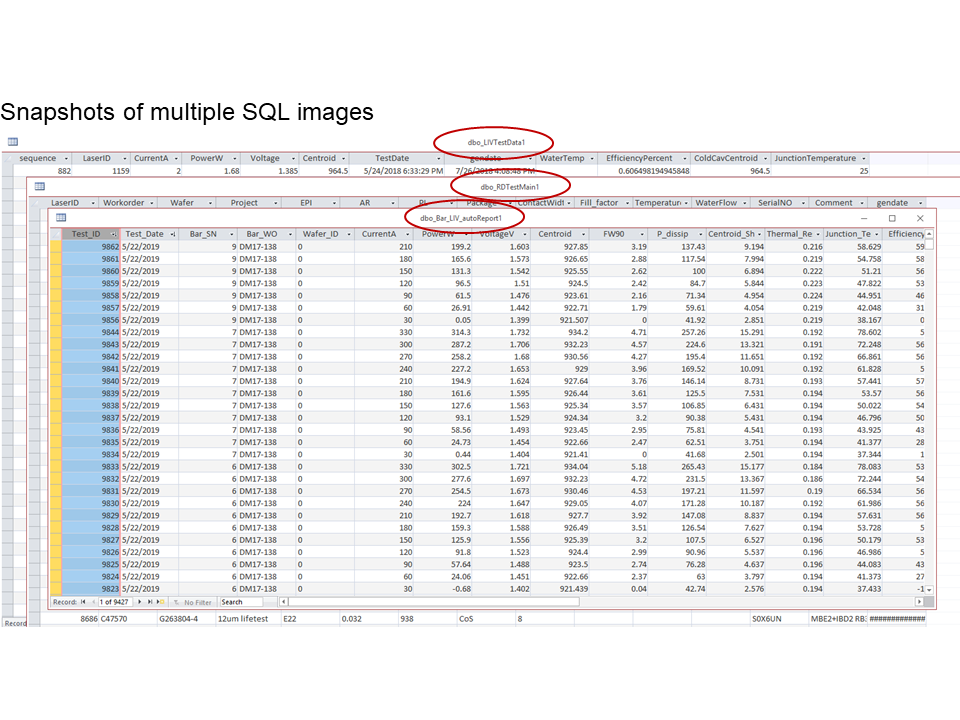 Snapshots of multiple SQL images
dbo_LIVTestData1
sequence LaserID CurrentA PowerW Voltage Centroid TestDate gendate WaterTemp EfficiencyPercent ColdCavCentroid JunctionTemperature
882 1159 2 1.68 1.385 964.5 5/24/2018 6:33:29 PM 7/26/2018 4:08:48 PM 0.606498194945848 964.5 25
dbo_RDTestMain1
LaserID Workorder Wafer Project EPI AR Package ContactWidt Fill_factor Temperature WaterFlow SerialNO Comment gendate
dbo_Bar_LIV_autoReport1
Test_ID Test_Date Bar_SN Bar_WO Wafer_ID CurrentA PowerW VoltageV Centroid FW90 P_dissip Centroid_Sh Thermal_Re Junction_Te Efficiency
9862 5/22/2019 9 DM17-138 0 210 199.2 1.603 927.85 3.19 137.43 9.194 0.216 58.629 59
9861 5/22/2019 9 DM17-138 0 180 165.6 1.573 926.65 2.88 117.54 7.994 0.219 54.758 58
9860 5/22/2019 9 DM17-138 0 150 131.3 1.542 925.55 2.62 100 6.894 0.222 51.21 56
9859 5/22/2019 9 DM17-138 0 120 96.5 1.51 924.5 2.42 84.7 5.844 0.223 47.822 53
9858 5/22/2019 9 DM17-138 0 90 61.5 1.476 923.61 2.16 71.34 4.954 0.224 44.951 46
9857 5/22/2019 9 DM17-138 0 60 26.91 1.442 922.71 1.79 59.61 4.054 0.219 42.048 31
9856 5/22/2019 9 DM17-138 0 30 0.05 1.399 921.507 0 41.92 2.851 0.219 38.167 0
9844 5/22/2019 7 DM17-138 0 330 314.3 1.732 934.2 4.71 257.26 15.291 0.192 78.602 5
9843 5/22/2019 7 DM17-138 0 300 287.2 1.706 932.23 4.57 224.6 13.321 0.191 72.248 56
9842 5/22/2019 7 DM17-138 0 270 258.2 1.68 930.56 4.27 195.4 11.651 0.192 66.861 56
9841 5/22/2019 7 DM17-138 0 240 227.2 1.653 929 3.96 169.52 10.091 0.192 61.828 5
9840 5/22/2019 7 DM17-138 0 210 194.9 1.624 927.64 3.76 146.14 8.731 0.193 57.441 57
9839 5/22/2019 7 DM17-138 0 180 161.6 1.595 926.44 3.61 125.5 7.531 0.194 53.57 56
9838 5/22/2019 7 DM17-138 0 150 127.6 1.563 925.34 3.57 106.85 6.431 0.194 50.022 54
9837 5/22/2019 7 DM17-138 0 120 93.1 1.529 924.34 3.2 90.38 5.431 0.194 46.796 50
9836 5/22/2019 7 DM17-138 0 90 58.56 1.493 923.45 2.95 75.81 4.541 0.193 43.925 43
9835 5/22/2019 7 DM17-138 0 60 24.73 1.454 922.66 2.47 62.51 3.751 0.194 41.377 28
9834 5/22/2019 7 DM17-138 0 30 0.44 1.404 921.41 0 41.68 2.501 0.194 37.344 1
9833 5/22/2019 6 DM17-138 0 330 302.5 1.721 934.04 5.18 265.43 15.177 0.184 78.083 53
9832 5/22/2019 6 DM17-138 0 300 277.6 1.697 932.23 4.72 231.5 13.367 0.186 72.244 54
9831 5/22/2019 6 DM17-138 0 270 254.5 1.673 930.46 4.53 197.21 11.597 0.19 66.534 56
9830 5/22/2019 6 DM17-138 0 240 224 1.647 929.05 4.07 171.28 10.187 0.192 61.986 56
9829 5/22/2019 6 DM17-138 0 210 192.7 1.618 927.7 3.92 147.08 8.837 0.194 57.631 56
9828 5/22/2019 6 DM17-138 0 180 159.3 1.588 926.49 3.51 126.54 7.627 0.194 53.728 5
9827 5/22/2019 6 DM17-138 0 150 125.9 1.556 925.39 3.2 107.5 6.527 0.196 50.179 53
9826 5/22/2019 6 DM17-138 0 120 91.8 1.523 924.4 2.99 90.96 5.537 0.196 46.986 5
9825 5/22/2019 6 DM17-138 0 90 57.64 1.488 923.5 2.74 76.28 4.637 0.196 44.083 43
9824 5/22/2019 6 DM17-138 0 60 24.06 1.451 922.66 2.37 63 3.797 0.194 41.373 27
9823 5/22/2019 6 DM17-138 0 30 -0.68 1.402 921.439 0.04 42.74 2.576 0.194 37.433 -1
Record: 1 of 9427 No Filter Search
8686 C47570 G263804-4 12um lifetest E22 0.032 938 CoS 8 S0X6UN MBE2+IBD2 RB: #############
Record